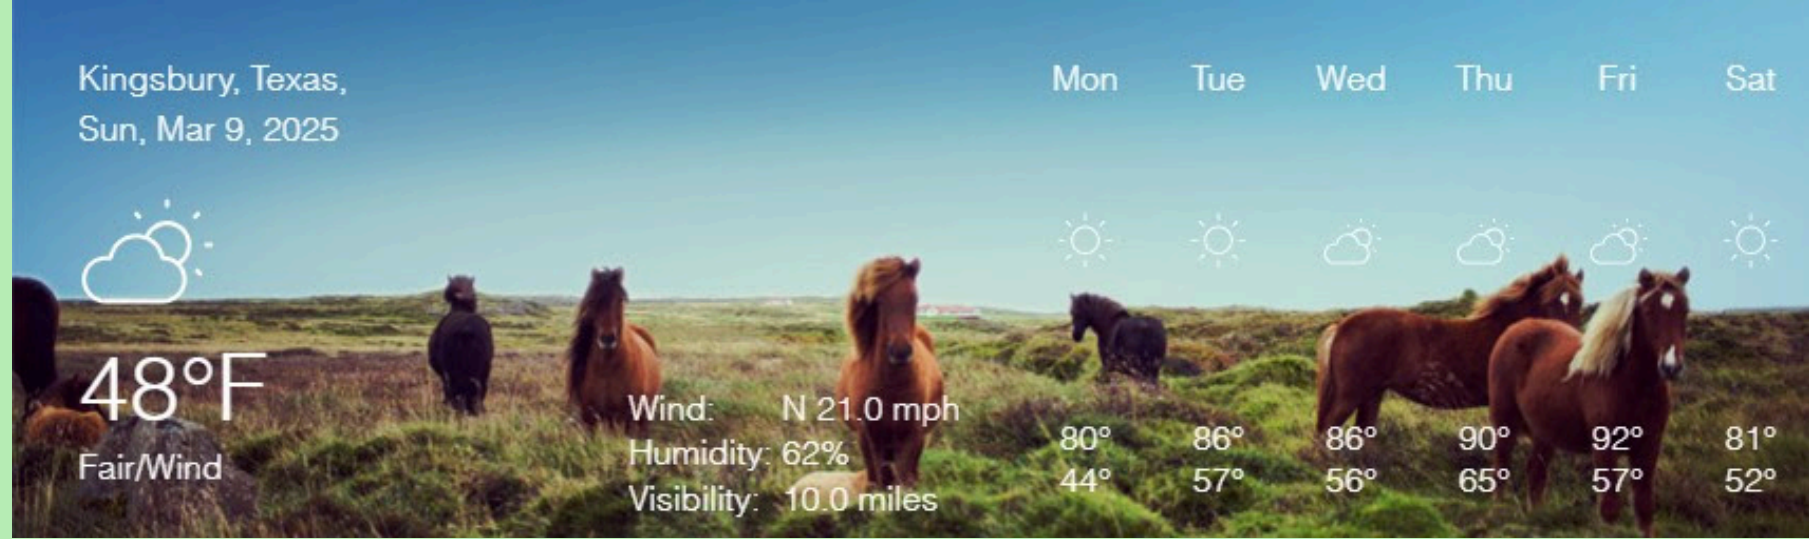 Kingsbury, Texas,
Sun, Mar 9, 2025
48°F
Fair/Wind
Wind: N 21.0 mph
Humidity: 62%
Visibility: 10.0 miles
Mon Tue Wed Thu Fri Sat
80° 86° 86° 90° 92° 81°
44° 57° 56° 65° 57° 52°